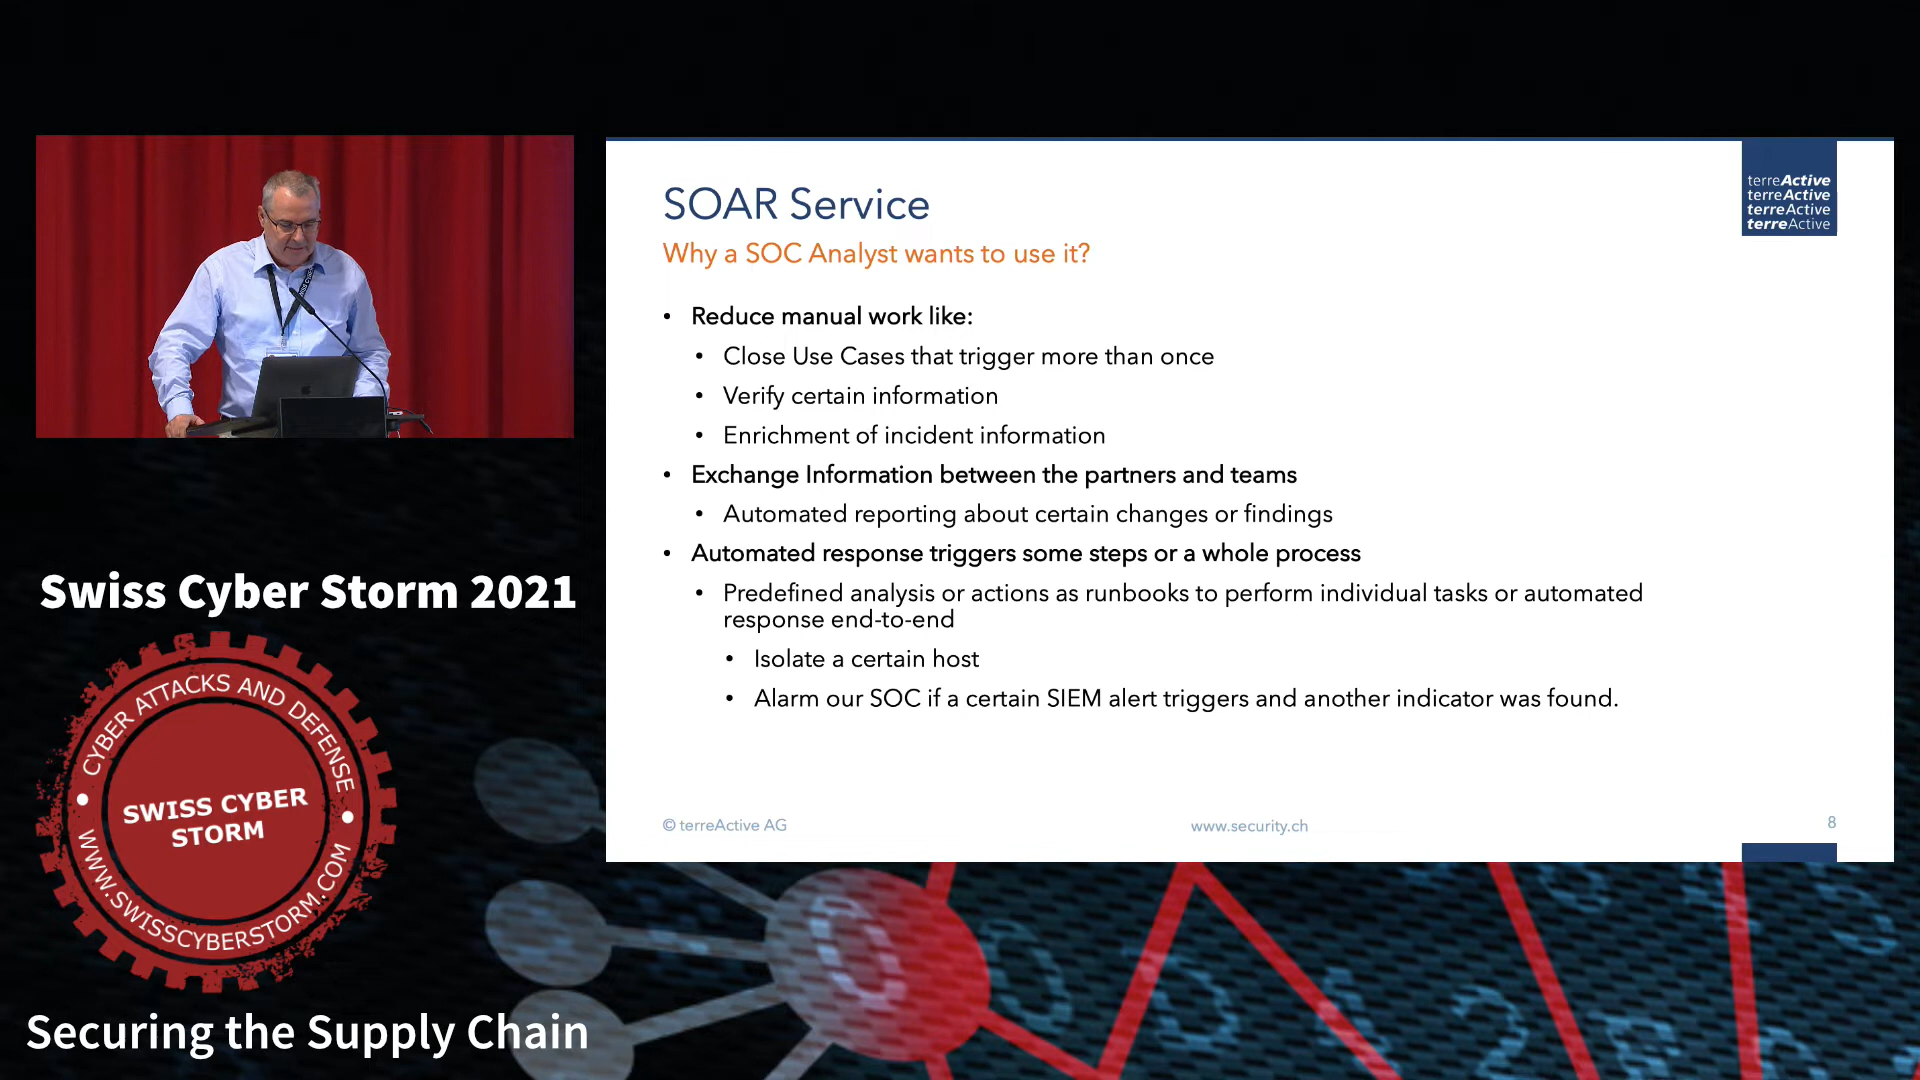 SOAR Service
Why a SOC Analyst wants to use it?
terreActive
terreActive
terreActive
terreActive
• Reduce manual work like:
• Close Use Cases that trigger more than once
• Verify certain information
• Enrichment of incident information
• Exchange Information between the partners and teams
• Automated reporting about certain changes or findings
• Automated response triggers some steps or a whole process
• Predefined analysis or actions as runbooks to perform individual tasks or automated
response end-to-end
• Isolate a certain host
• Alarm our SOC if a certain SIEM alert triggers and another indicator was found.
© terreActive AG
www.security.ch
8
Swiss Cyber Storm 2021
CYBER ATTACKS AND DEFENSE
SWISS CYBER
STORM
WWW.SWISSCYBERSTORM.COM
Securing the Supply Chain